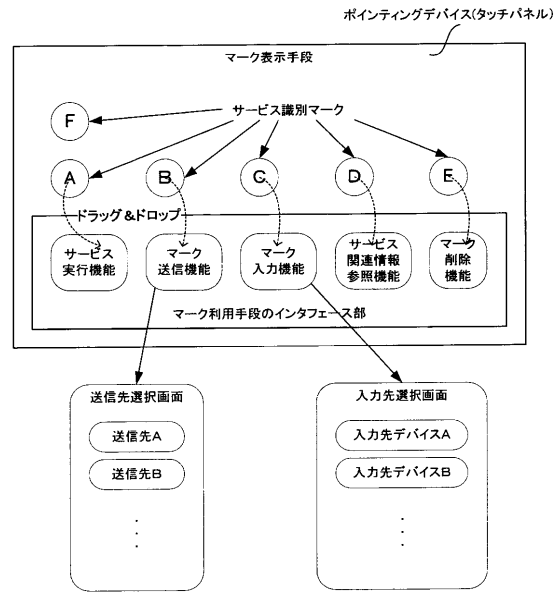 ポインティングデバイス(タッチパネル)
マーク表示手段
サービス識別マーク
F
A
B
C
D
E
ドラッグ&ドロップ
サービス
実行機能
マーク
送信機能
マーク
入力機能
サービス
関連情報
参照機能
マーク
削除
機能
マーク利用手段のインタフェース部
送信先選択画面
送信先A
送信先B
入力先選択画面
入力先デバイスA
入力先デバイスB